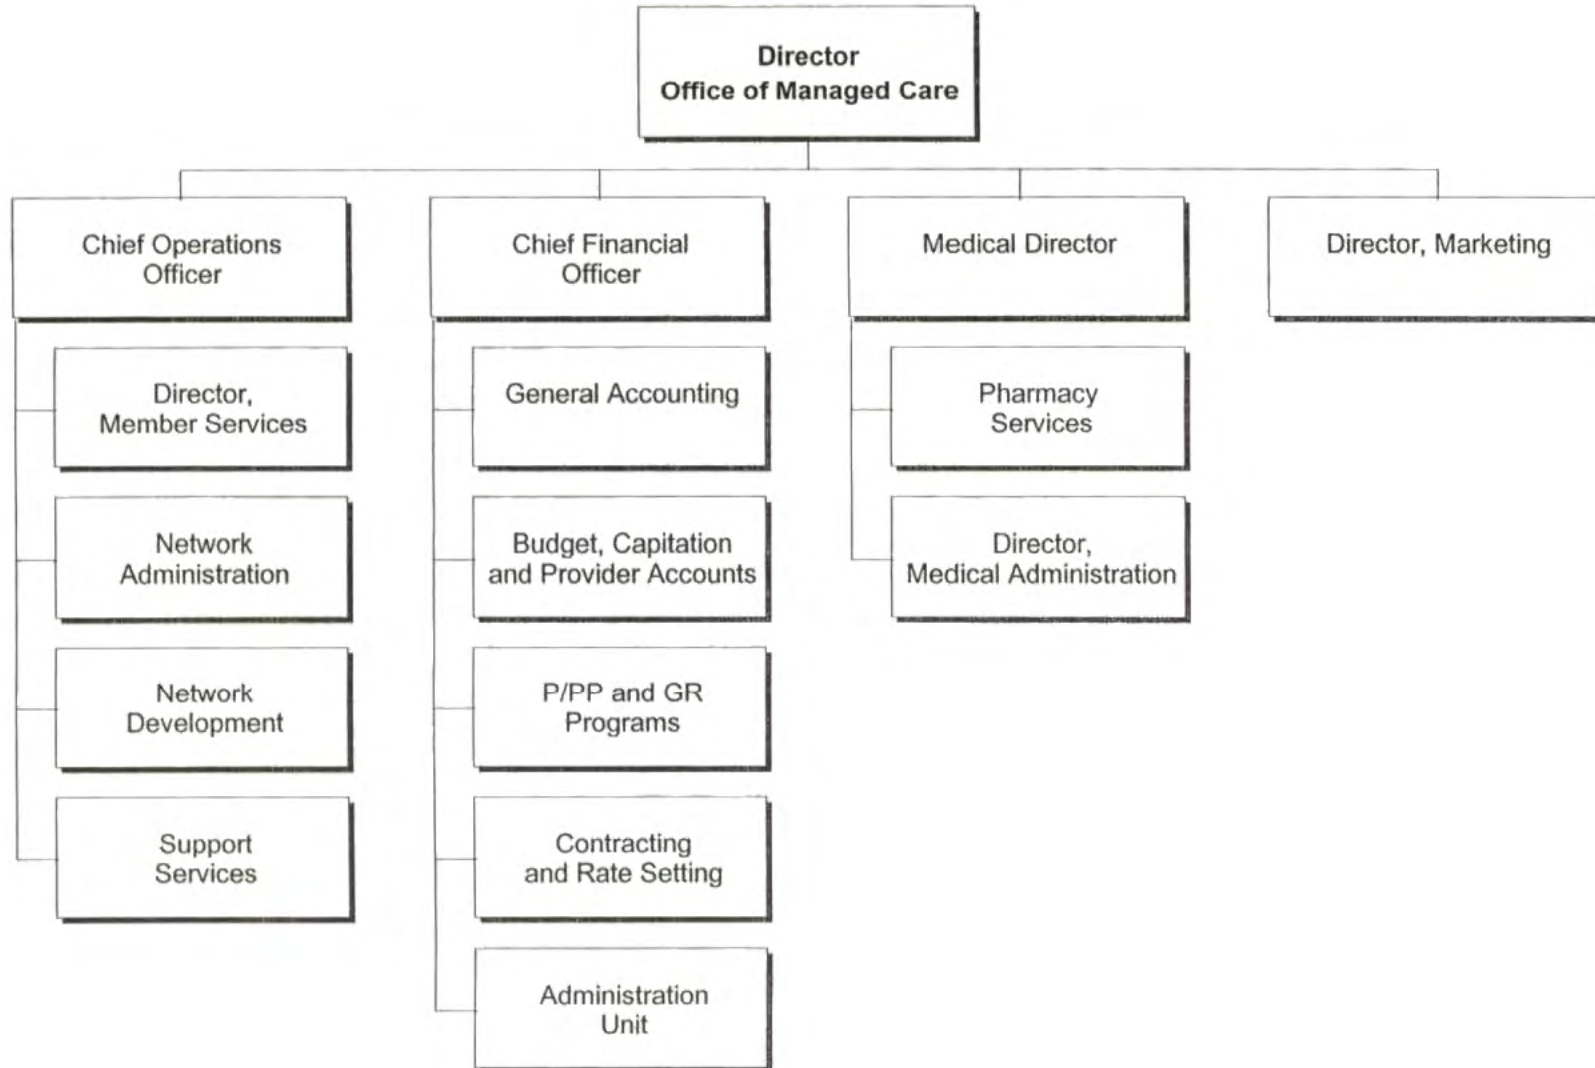 Director
Office of Managed Care
Chief Operations
Officer
Chief Financial
Officer
Medical Director
Director, Marketing
Director,
Member Services
Network
Administration
Network
Development
Support
Services
General Accounting
Budget, Capitation
and Provider Accounts
P/PP and GR
Programs
Contracting
and Rate Setting
Administration
Unit
Pharmacy
Services
Director,
Medical Administration